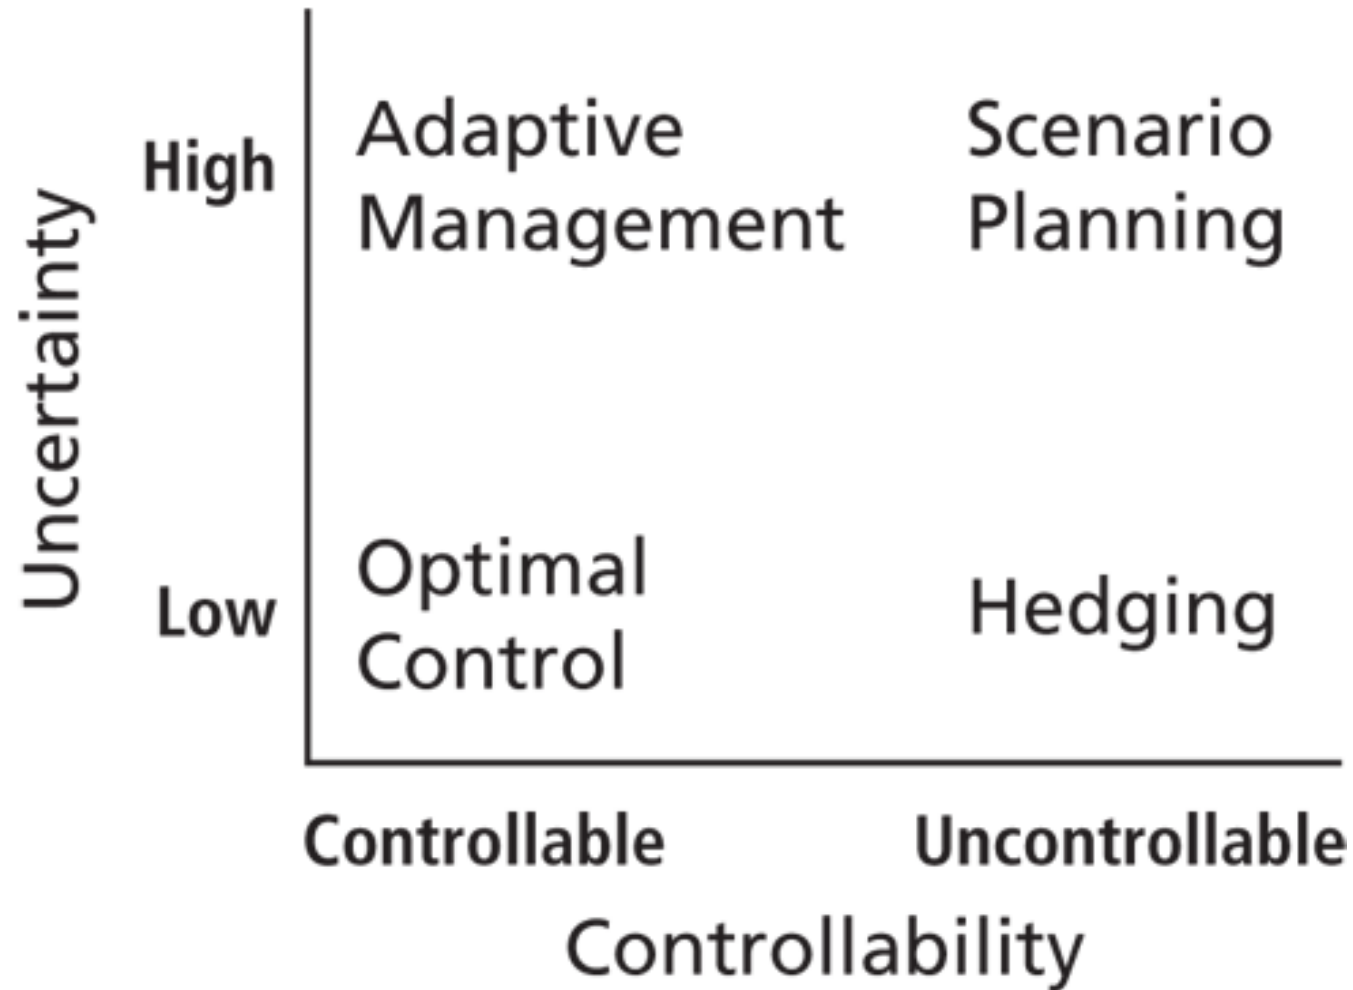 Uncertainty
High
Adaptive
Management
Scenario
Planning
Low
Optimal
Control
Hedging
Controllable
Uncontrollable
Controllability